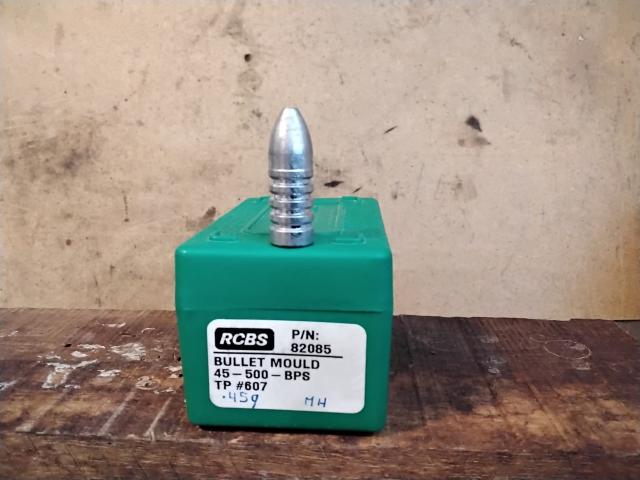 RCBS P/N:
82085
BULLET MOULD
45-500-BPS
TP #607
.459 MH